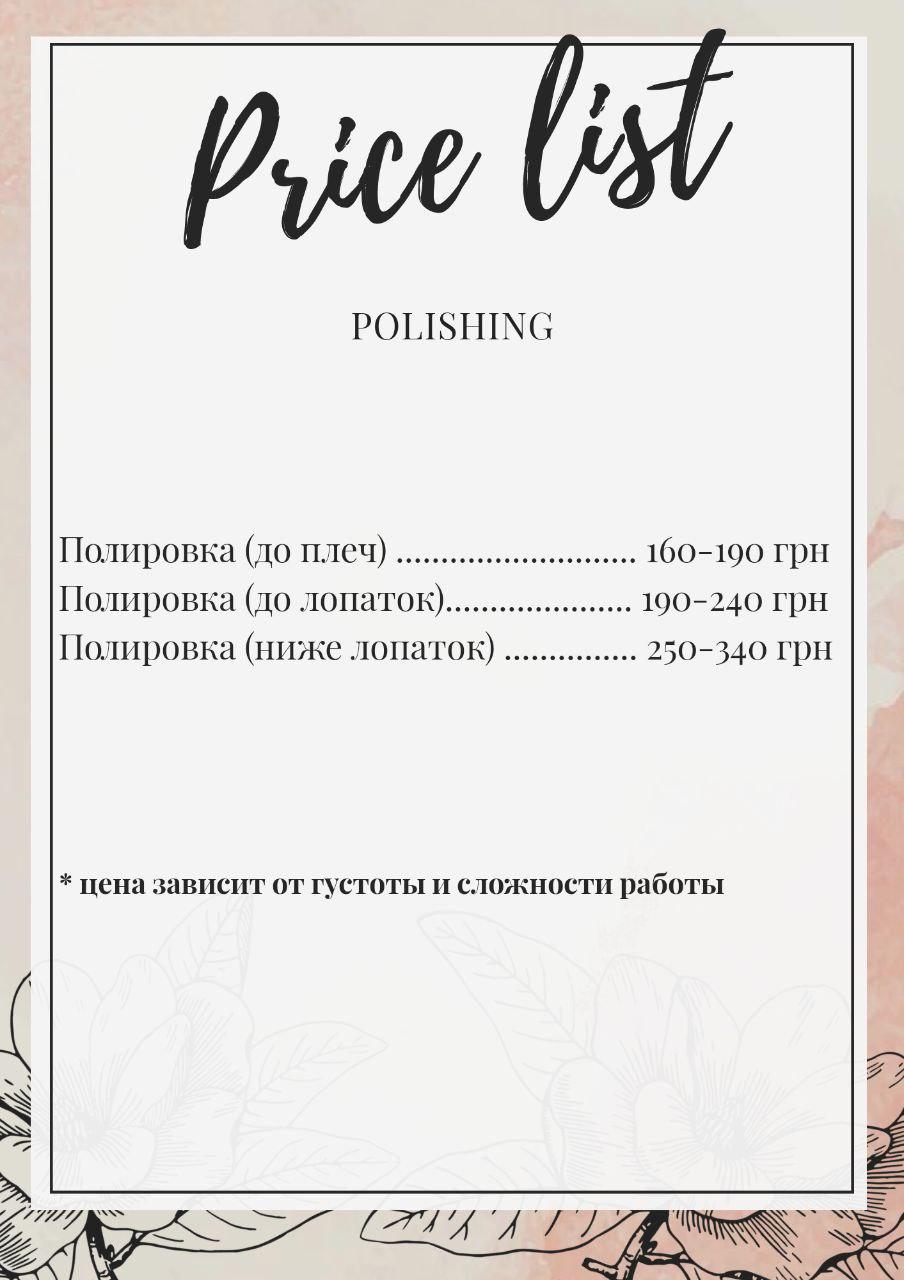 Price list
POLISHING
Полировка (до плеч) ........................... 160-190 грн
Полировка (до лопаток)..................... 190-240 грн
Полировка (ниже лопаток) ............... 250-340 грн
* цена зависит от густоты и сложности работы